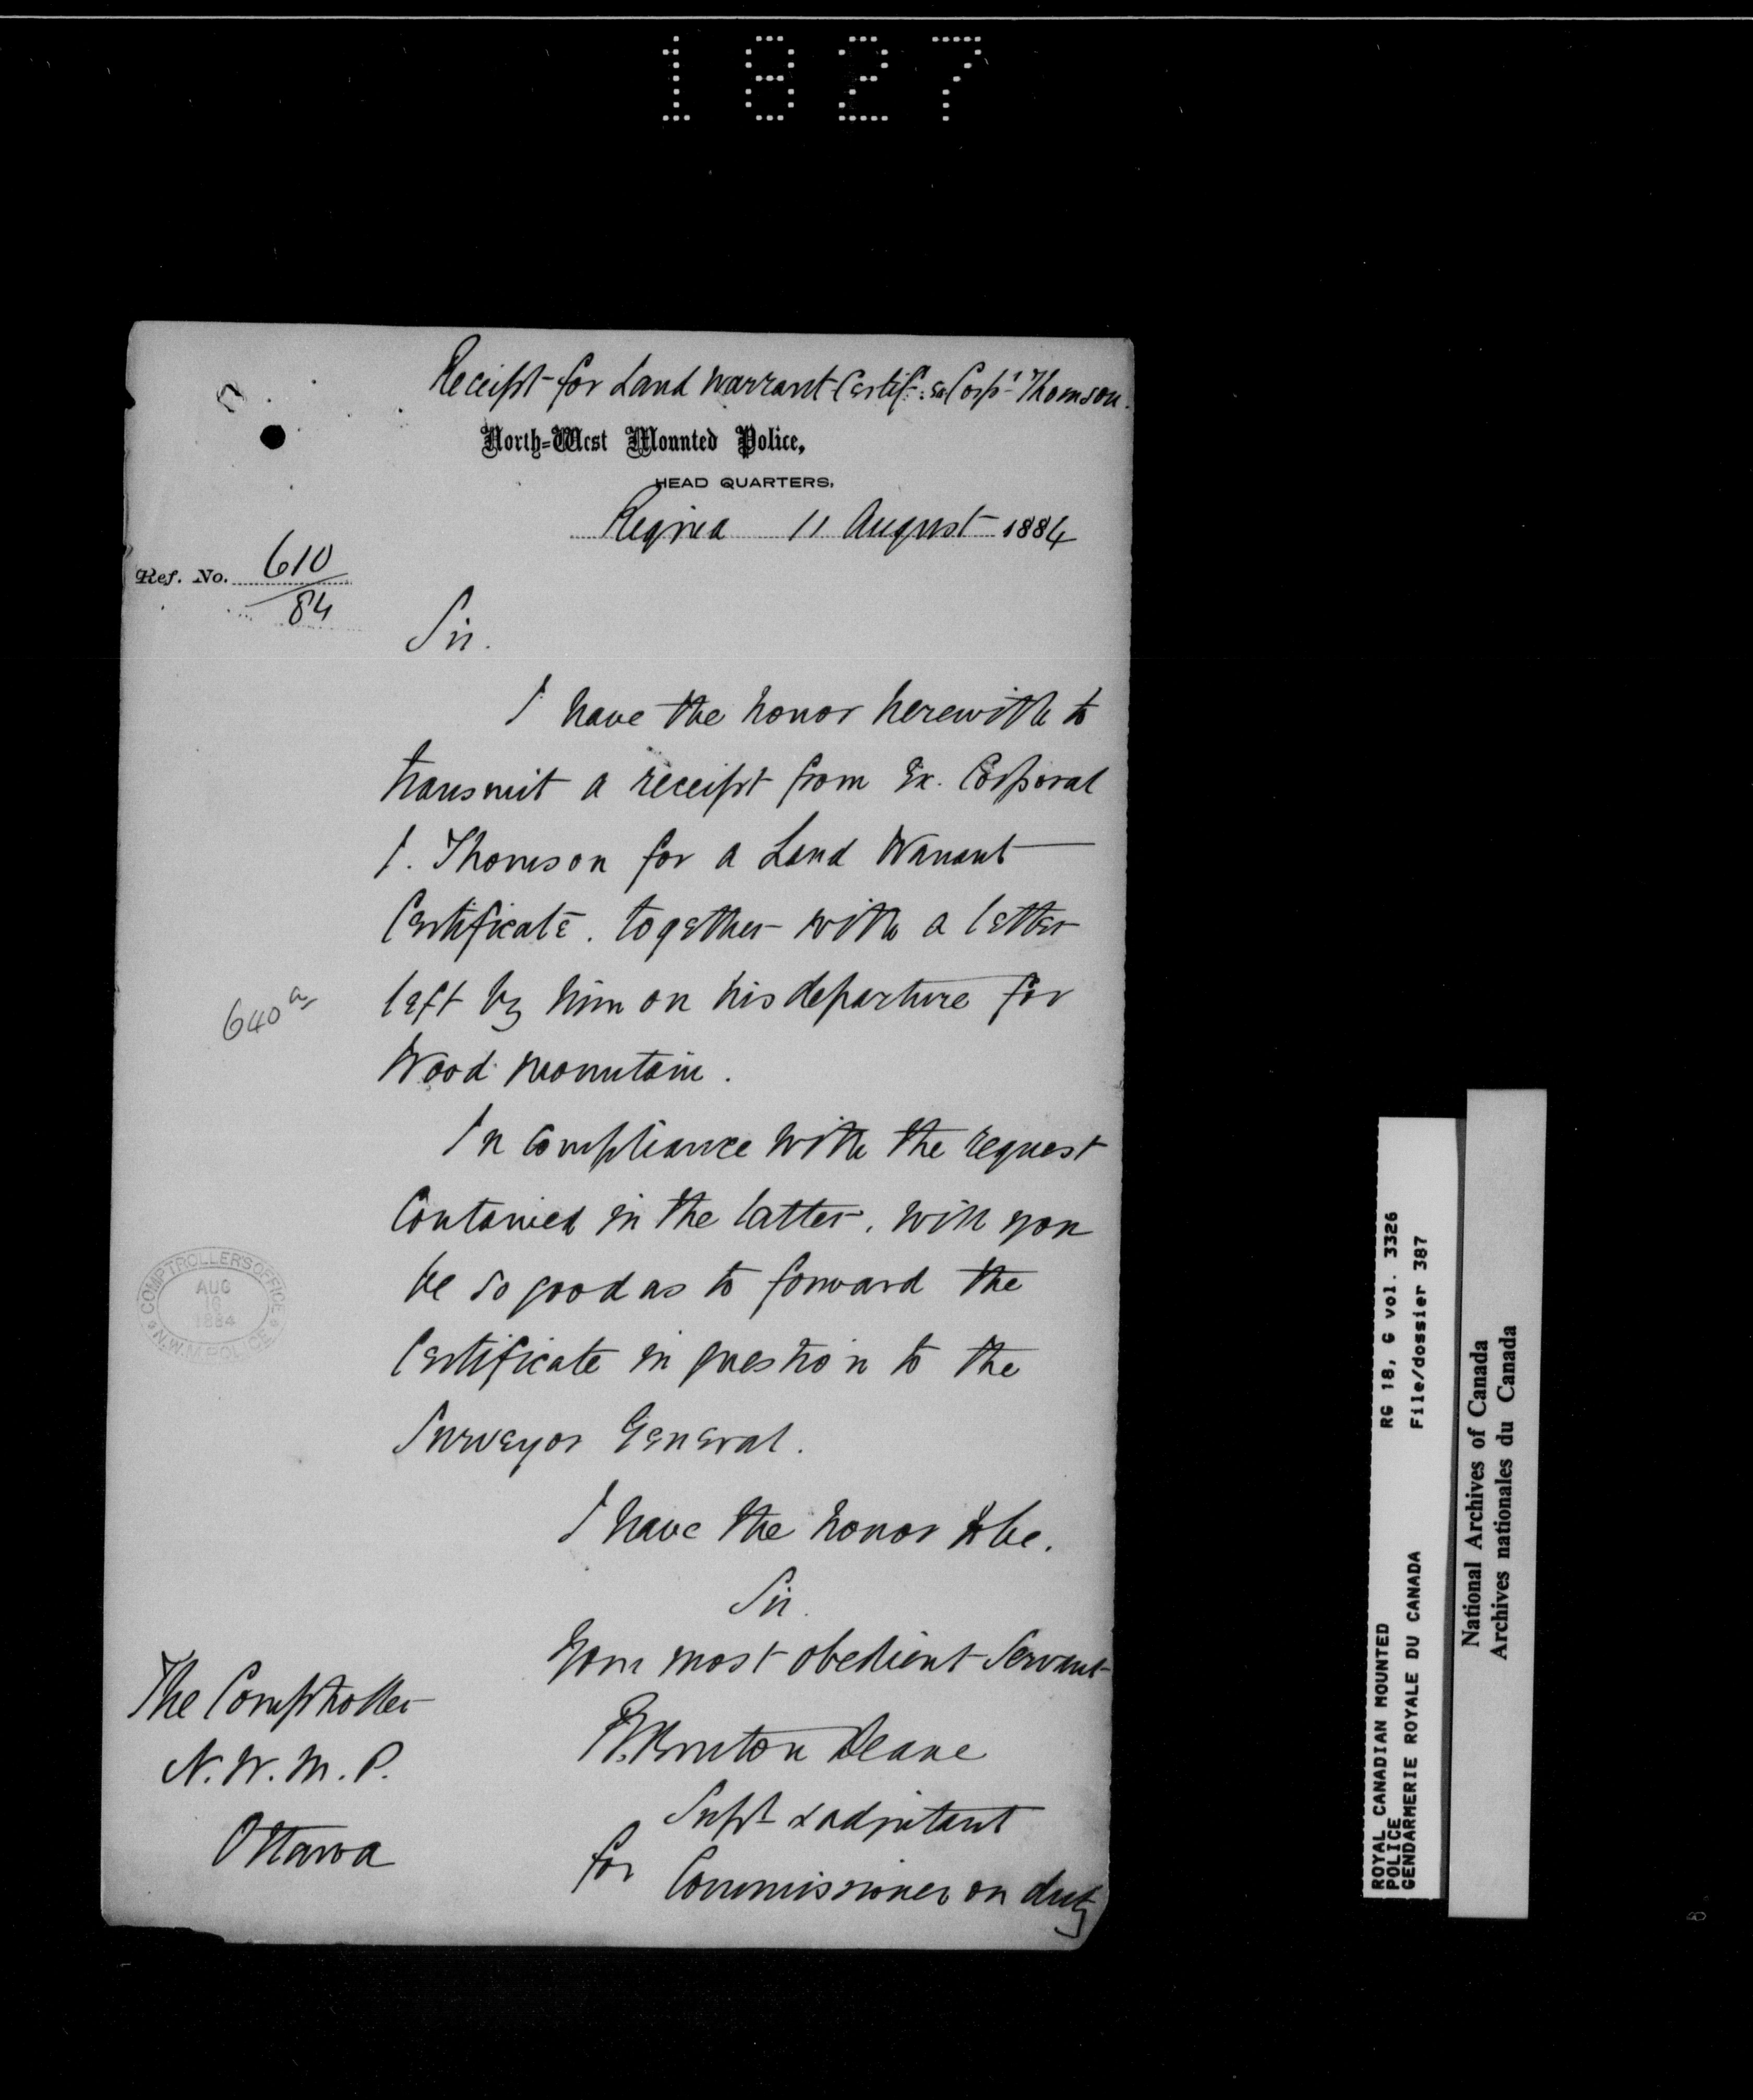 1827
Receipt for Land Warrant Certif: Ex Corpl Thomson.
North-West Mounted Police,
HEAD QUARTERS,
Regina 11 August 1884
Ref. No. 610
84
Sir.
I have the honor herewith to
transmit a receipt from Ex. Corporal
J. Thomson for a Land Warrant
Certificate. together with a letter
left by him on his departure for
Wood Mountain.
640 a
In compliance with the request
Contained in the latter, will you
be so good as to forward the
Certificate in question to the
Surveyor General.
COMPTROLLER'S OFFICE
AUG
16
1884
N.W.M. POLICE
I have the honor to be.
Sir.
Your most obedient Servant
R. Burton Deane
Supt & adjutant
for Commissioner on duty
The Comptroller
N. W. M. P.
Ottawa
ROYAL CANADIAN MOUNTED RG 18, G vol. 3326
POLICE
GENDARMERIE ROYALE DU CANADA File/dossier 387
National Archives of Canada
Archives nationales du Canada